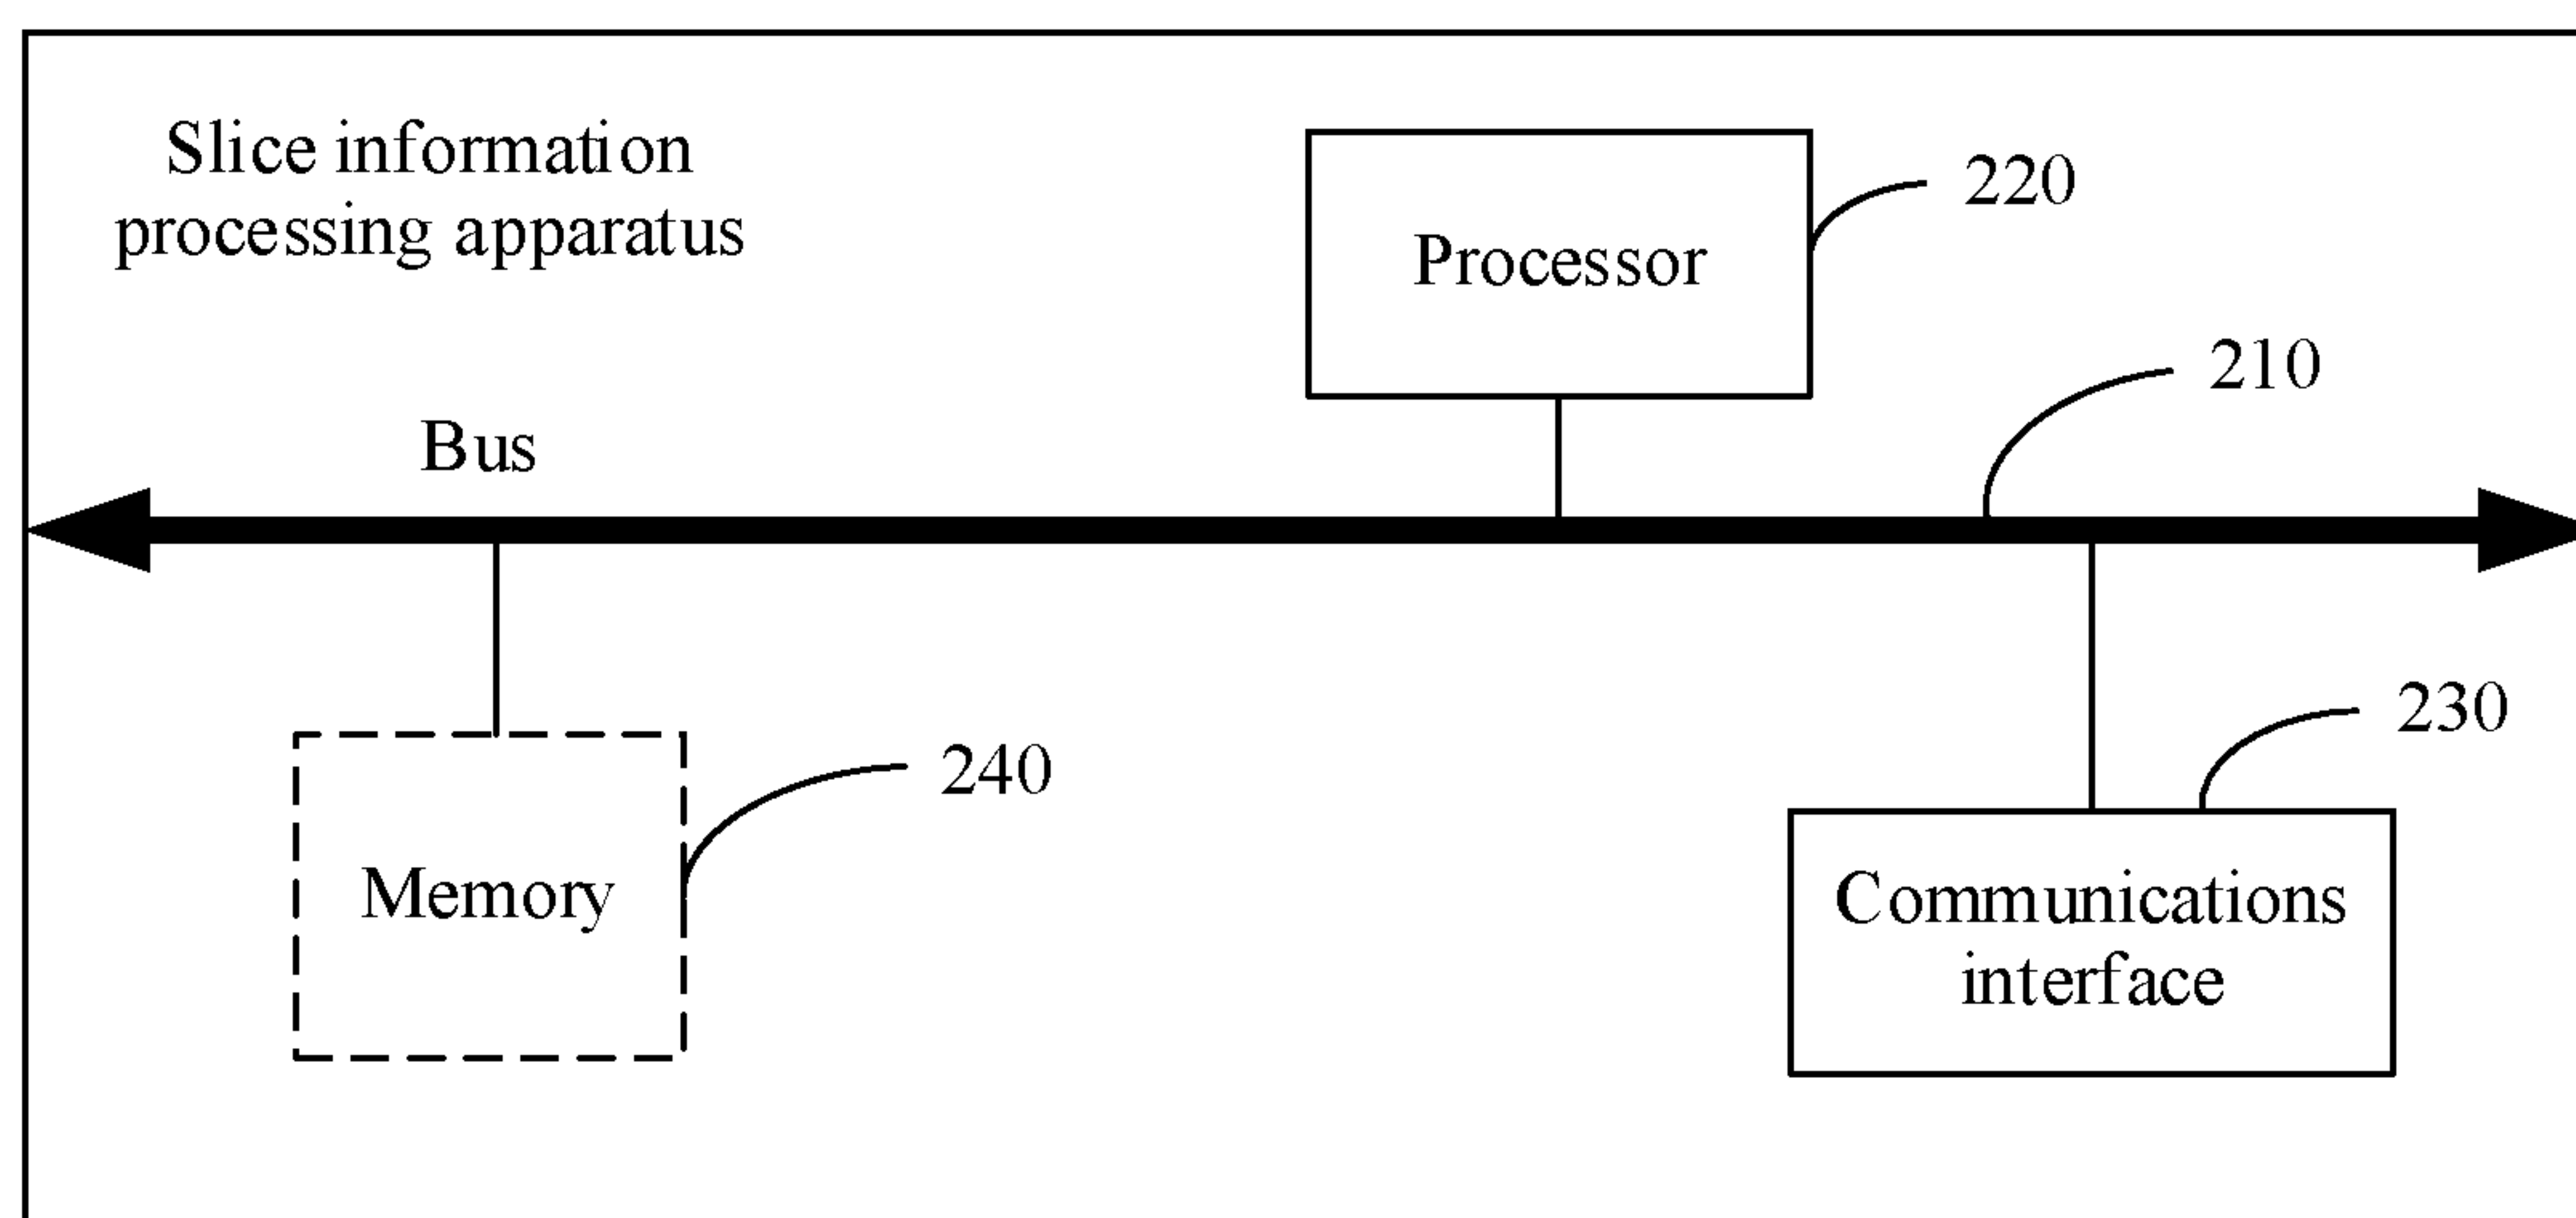 Slice information
processing apparatus
Processor
220
210
Bus
240
Memory
230
Communications
interface